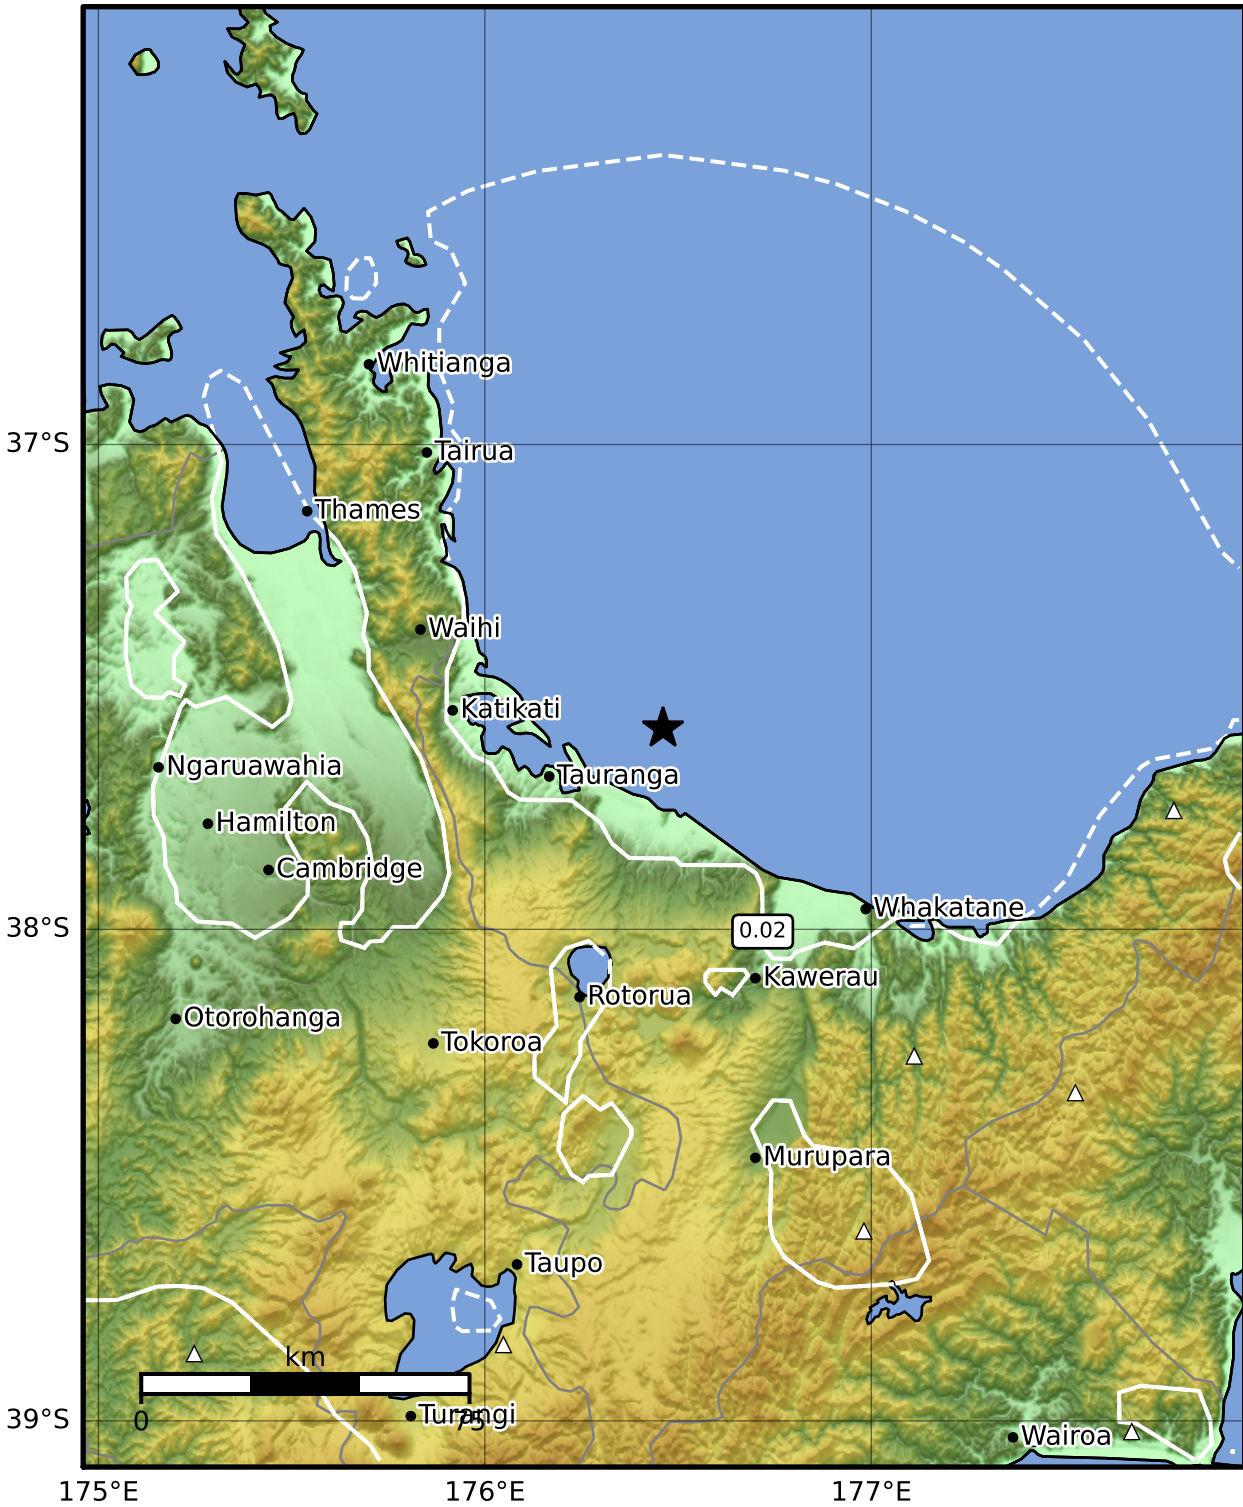 Whitianga
37°S
Tairua
Thames
Waihi
Katikati
Ngaruawahia
Tauranga
Hamilton
Cambridge
Whakatane
38°S
0.02
Kawerau
Rotorua
Otorohanga
Tokoroa
Murupara
Taupo
km
0
75
Turangi
39°S
Wairoa
175°E
176°E
177°E